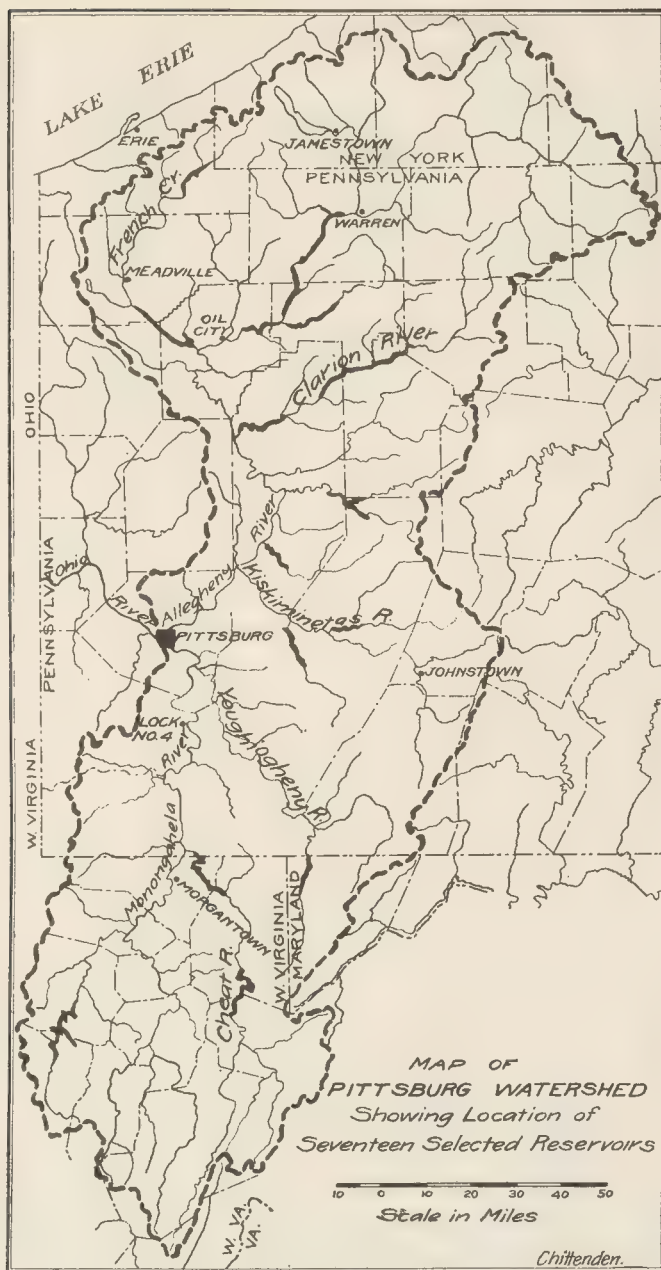 LAKE ERIE
ERIE
JAMESTOWN
NEW YORK
PENNSYLVANIA
French Cr.
WARREN
MEADVILLE
OIL
CITY
Clarion River
OHIO
PENNSYLVANIA
Ohio
River
Allegheny
River
Kiskiminetas R.
PITTSBURG
JOHNSTOWN
LOCK
NO. 4
Youghiogheny R.
W. VIRGINIA
Monongahela
River
MORGANTOWN
W. VIRGINIA
MARYLAND
Cheat R.
MAP OF
PITTSBURG WATERSHED
Showing Location of
Seventeen Selected Reservoirs
10 0 10 20 30 40 50
Scale in Miles
W. VA.
VA.
Chittenden.